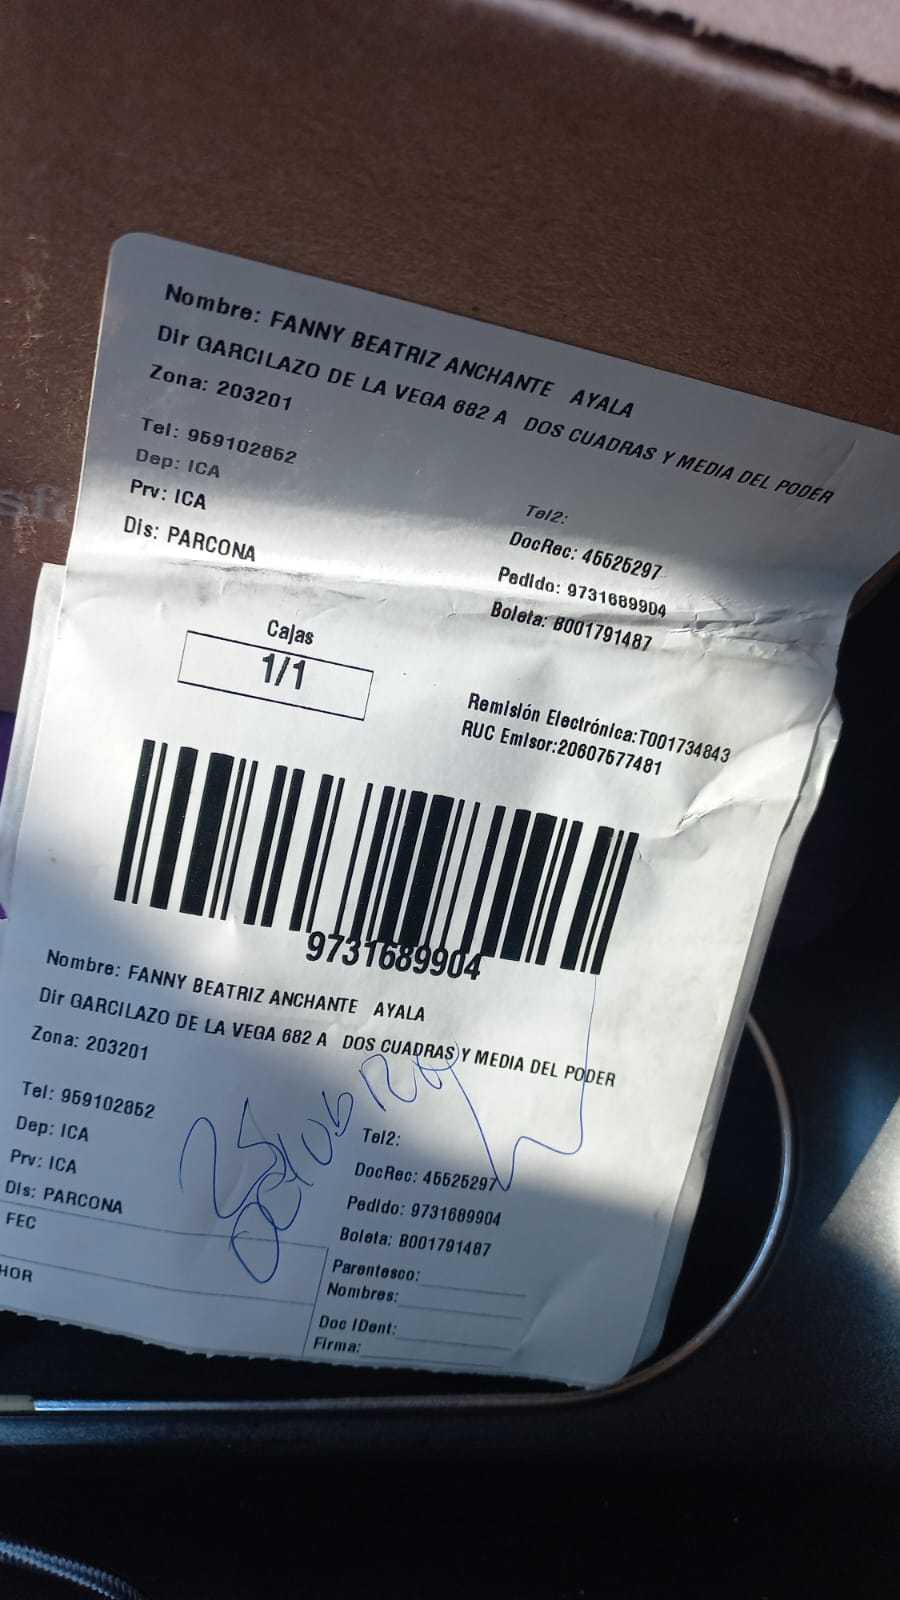 Nombre: FANNY BEATRIZ ANCHANTE AYALA
Dir GARCILAZO DE LA VEGA 682 A DOS CUADRAS Y MEDIA DEL PODER
Zona: 203201
Tel: 959102852
Tel2:
Dep: ICA
DocRec: 45525297
Prv: ICA
Pedido: 9731689904
Dis: PARCONA
Boleta: B001791487
Cajas
1/1
Remisión Electrónica:T001734843
RUC Emisor:20607577481
9731689904
Nombre: FANNY BEATRIZ ANCHANTE AYALA
Dir GARCILAZO DE LA VEGA 682 A DOS CUADRAS Y MEDIA DEL PODER
Zona: 203201
Tel: 959102852
Tel2:
Dep: ICA
DocRec: 45525297
Prv: ICA
Pedido: 9731689904
Dis: PARCONA
Boleta: B001791487
FEC
Parentesco:
Nombres:
HOR
Doc IDent:
Firma: